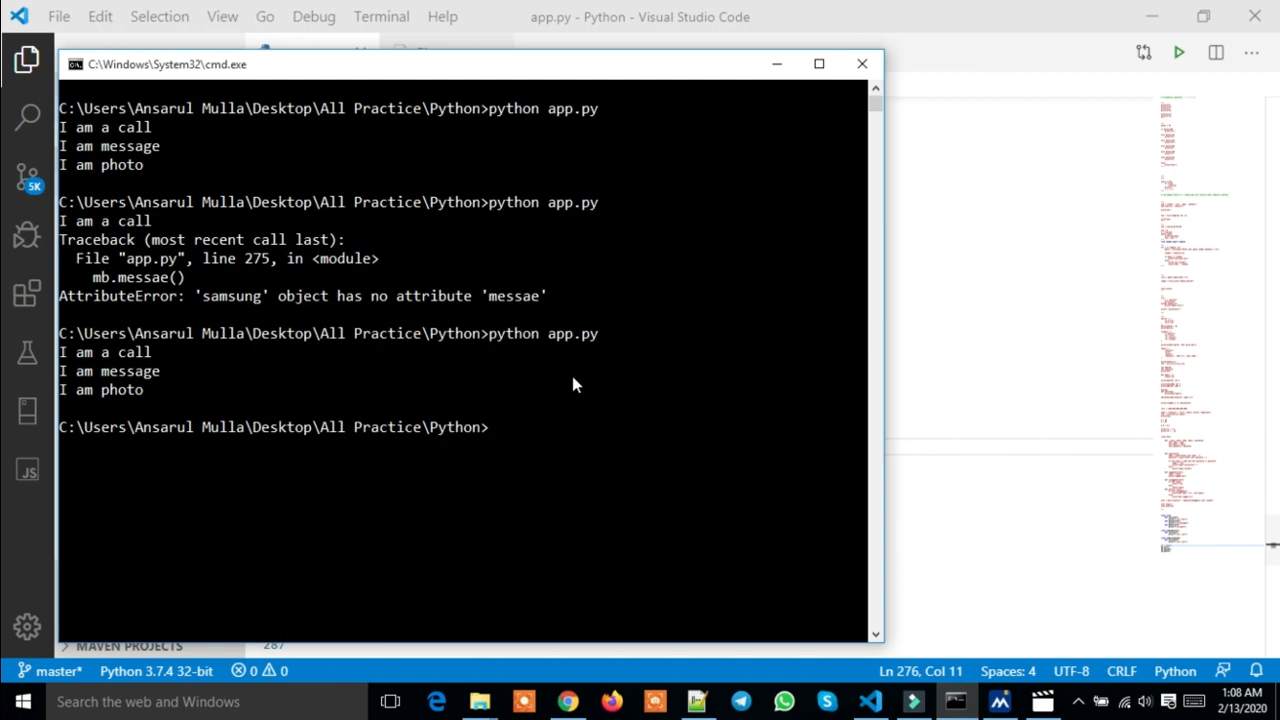 File Edit Selection View Go Debug Terminal Help app.py - Python - Visual Studio Code
C:\Windows\System32\cmd.exe
C:\Users\Ansarul Mulla\Desktop\All Practice\Python>python app.py
I am a call
I am message
I am photo
C:\Users\Ansarul Mulla\Desktop\All Practice\Python>python app.py
I am a call
Traceback (most recent call last):
File "app.py", line 275, in <module>
mb.messae()
AttributeError: 'samsung' object has no attribute 'messae'
C:\Users\Ansarul Mulla\Desktop\All Practice\Python>python app.py
I am a call
I am message
I am photo
C:\Users\Ansarul Mulla\Desktop\All Practice\Python>
5K
JS
MAVEN PROJECTS
287
master* Python 3.7.4 32-bit 0 0 Ln 276, Col 11 Spaces: 4 UTF-8 CRLF Python
Type here to search
1:08 AM
2/13/2020